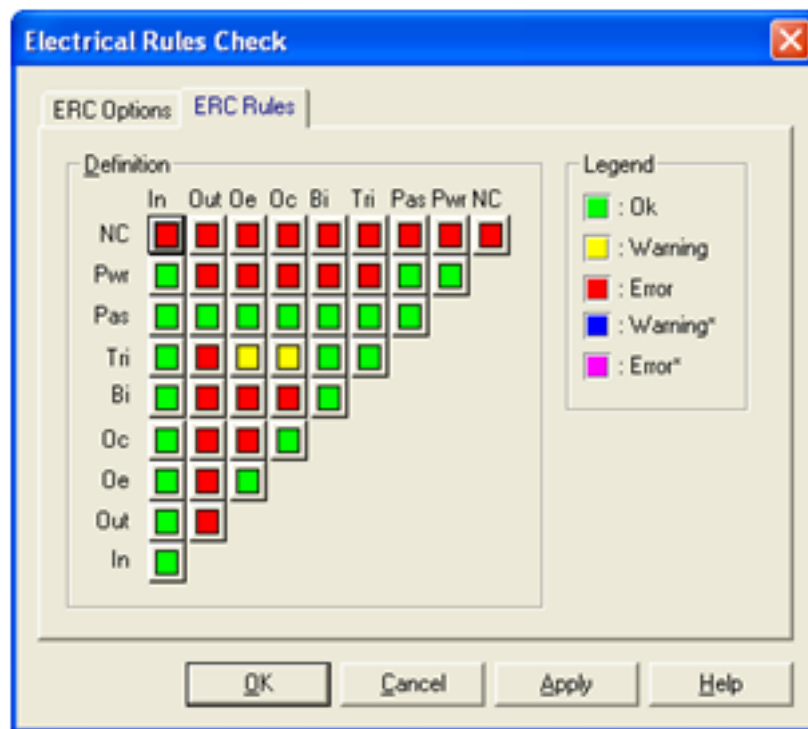 Electrical Rules Check
ERC Options ERC Rules
Definition
In Out Oe Oc Bi Tri Pas Pwr NC
NC
Pwr
Pas
Tri
Bi
Oc
Oe
Out
In
Legend
: Ok
: Warning
: Error
: Warning*
: Error*
OK Cancel Apply Help